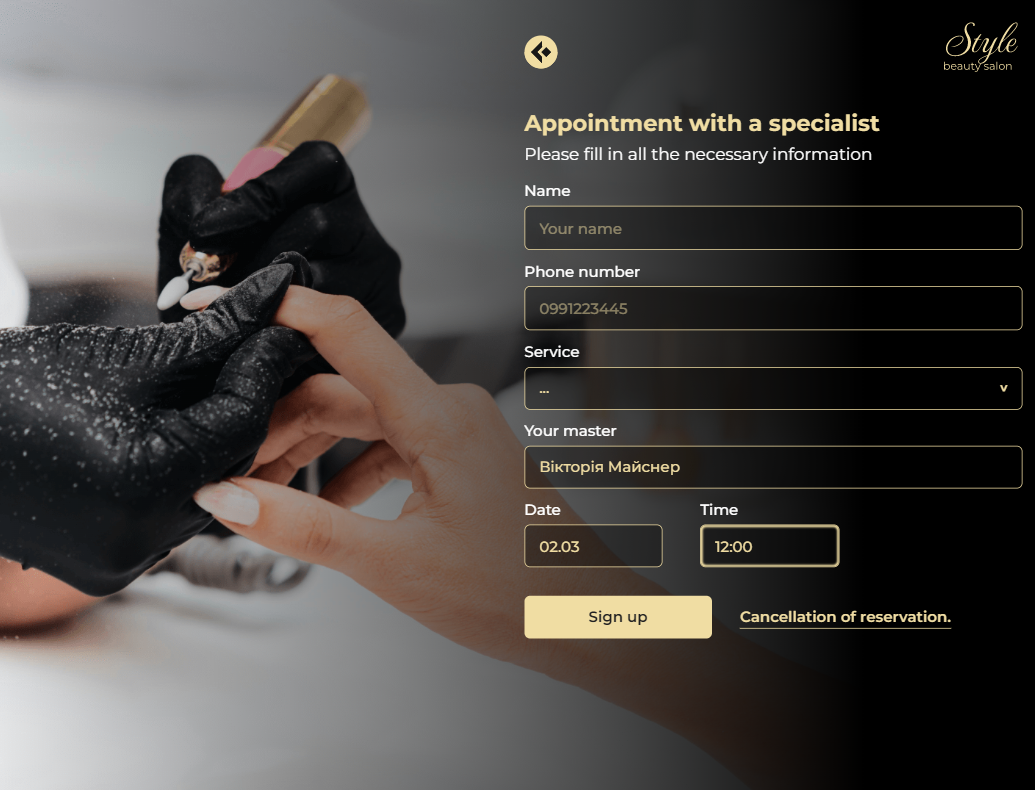 Style
beauty salon
Appointment with a specialist
Please fill in all the necessary information
Name
Your name
Phone number
0991223445
Service
...
v
Your master
Вікторія Майснер
Date
Time
02.03
12:00
Sign up
Cancellation of reservation.